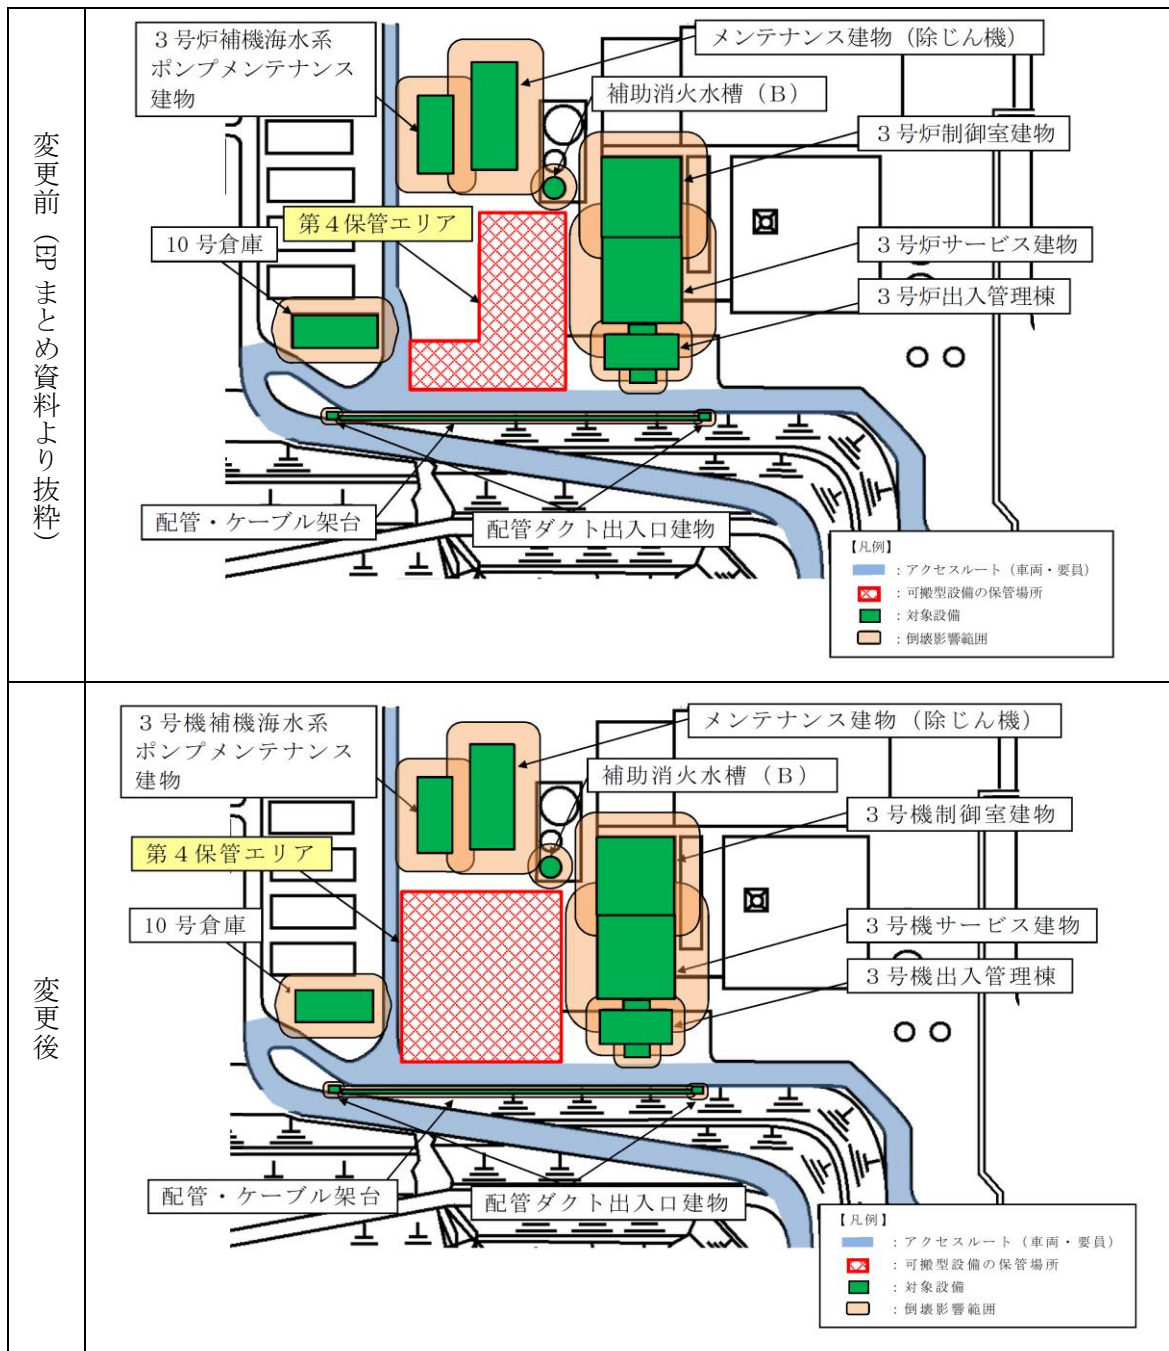 変更前（EPまとめ資料より抜粋）
３号炉補機海水系
ポンプメンテナンス
建物
メンテナンス建物（除じん機）
補助消火水槽（B）
３号炉制御室建物
第４保管エリア
10号倉庫
３号炉サービス建物
３号炉出入管理棟
配管・ケーブル架台
配管ダクト出入口建物
【凡例】
：アクセスルート（車両・要員）
：可搬型設備の保管場所
：対象設備
：倒壊影響範囲
変更後
３号機補機海水系
ポンプメンテナンス
建物
メンテナンス建物（除じん機）
補助消火水槽（B）
３号機制御室建物
第４保管エリア
10号倉庫
３号機サービス建物
３号機出入管理棟
配管・ケーブル架台
配管ダクト出入口建物
【凡例】
：アクセスルート（車両・要員）
：可搬型設備の保管場所
：対象設備
：倒壊影響範囲